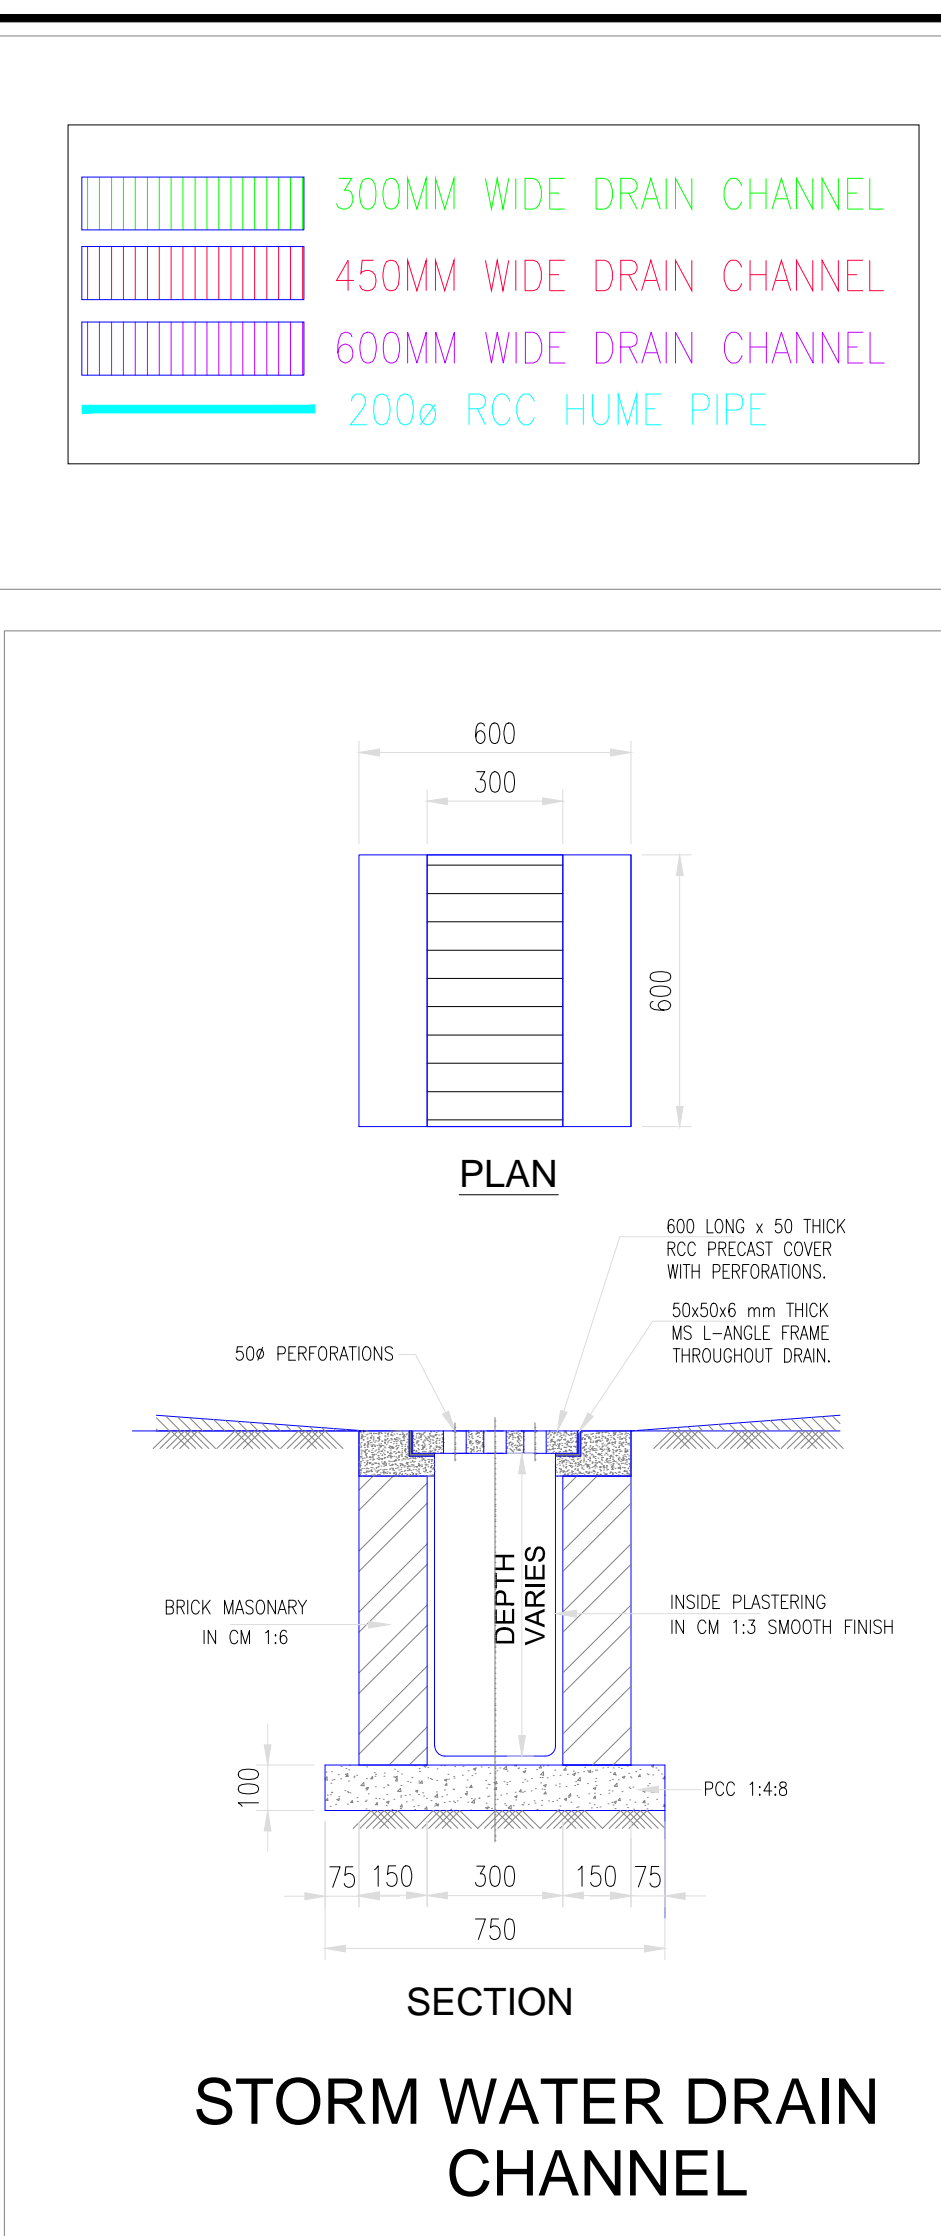 300MM WIDE DRAIN CHANNEL
450MM WIDE DRAIN CHANNEL
600MM WIDE DRAIN CHANNEL
200ø RCC HUME PIPE
600
300
600
PLAN
600 LONG x 50 THICK
RCC PRECAST COVER
WITH PERFORATIONS.
50x50x6 mm THICK
MS L-ANGLE FRAME
THROUGHOUT DRAIN.
50ø PERFORATIONS
DEPTH
VARIES
BRICK MASONARY
IN CM 1:6
INSIDE PLASTERING
IN CM 1:3 SMOOTH FINISH
100
PCC 1:4:8
75 150 300 150 75
750
SECTION
STORM WATER DRAIN
CHANNEL